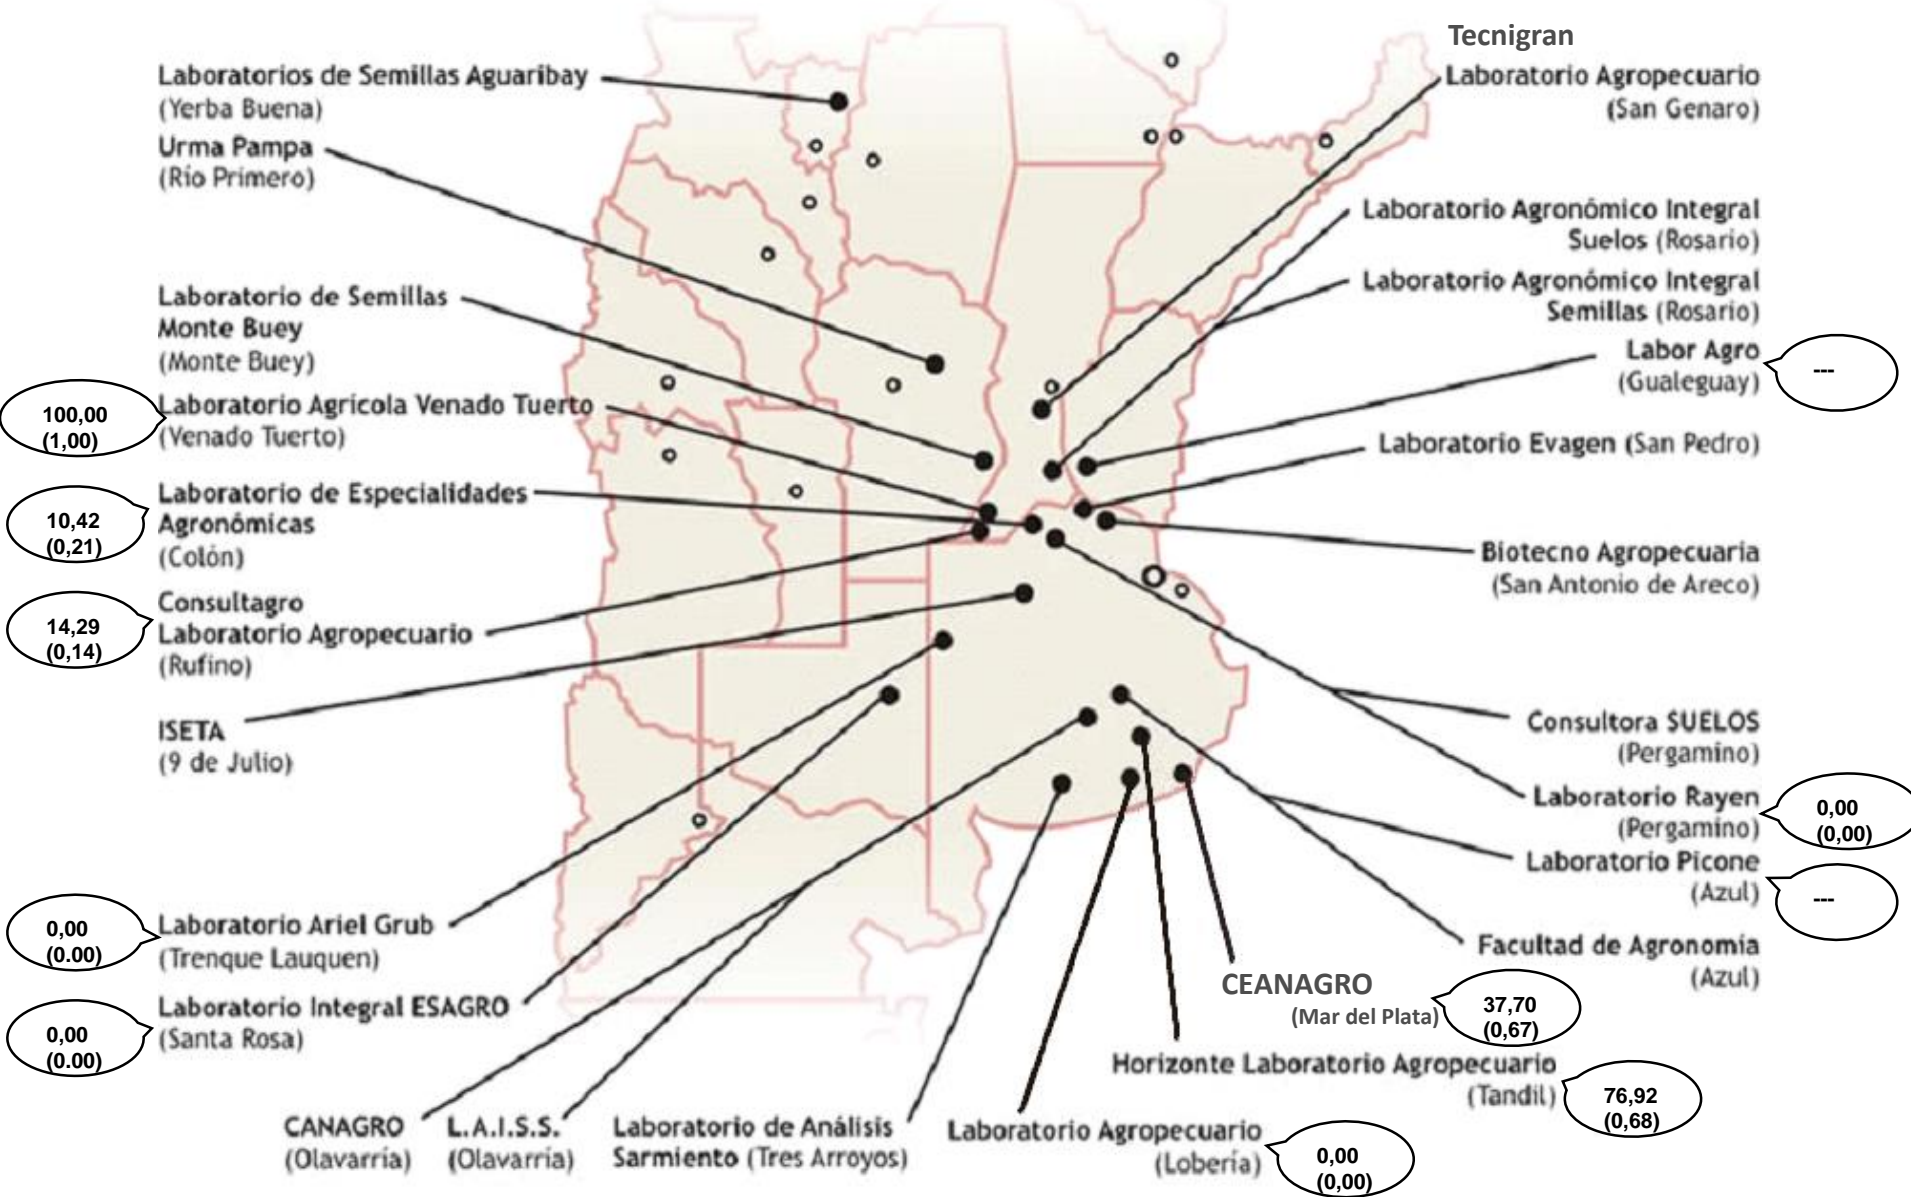 Laboratorios de Semillas Aguaribay
(Yerba Buena)
Urma Pampa
(Río Primero)
Laboratorio de Semillas
Monte Buey
(Monte Buey)
Laboratorio Agrícola Venado Tuerto
(Venado Tuerto)
100,00
(1,00)
Laboratorio de Especialidades
Agronómicas
(Colón)
10,42
(0,21)
Consultagro
Laboratorio Agropecuario
(Rufino)
14,29
(0,14)
ISETA
(9 de Julio)
Laboratorio Ariel Grub
(Trenque Lauquen)
0,00
(0.00)
Laboratorio Integral ESAGRO
(Santa Rosa)
0,00
(0.00)
CANAGRO
(Olavarría)
L.A.I.S.S.
(Olavarría)
Laboratorio de Análisis
Sarmiento (Tres Arroyos)
Laboratorio Agropecuario
(Lobería)
0,00
(0,00)
Horizonte Laboratorio Agropecuario
(Tandil)
76,92
(0,68)
CEANAGRO
(Mar del Plata)
37,70
(0,67)
Tecnigran
Laboratorio Agropecuario
(San Genaro)
Laboratorio Agronómico Integral
Suelos (Rosario)
Laboratorio Agronómico Integral
Semillas (Rosario)
Labor Agro
(Gualeguay)
---
Laboratorio Evagen (San Pedro)
Biotecno Agropecuaria
(San Antonio de Areco)
Consultora SUELOS
(Pergamino)
Laboratorio Rayen
(Pergamino)
0,00
(0,00)
Laboratorio Picone
(Azul)
---
Facultad de Agronomía
(Azul)